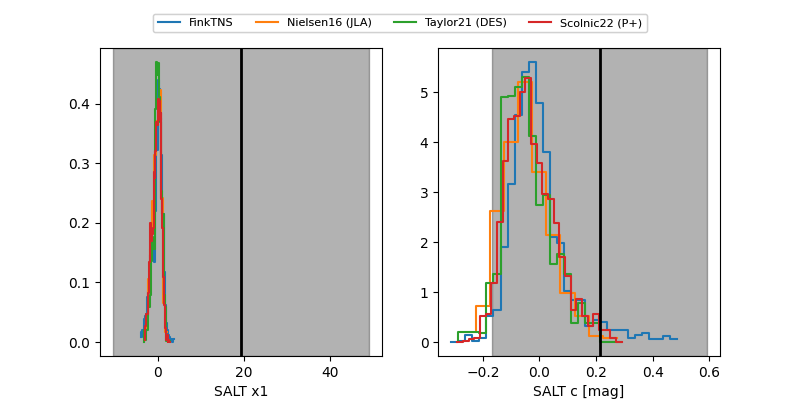 FinkTNS Nielsen16 (JLA) Taylor21 (DES) Scolnic22 (P+)
0.4
0.3
0.2
0.1
0.0
0 20 40
SALT x1
5
4
3
2
1
0
−0.2 0.0 0.2 0.4 0.6
SALT c [mag]